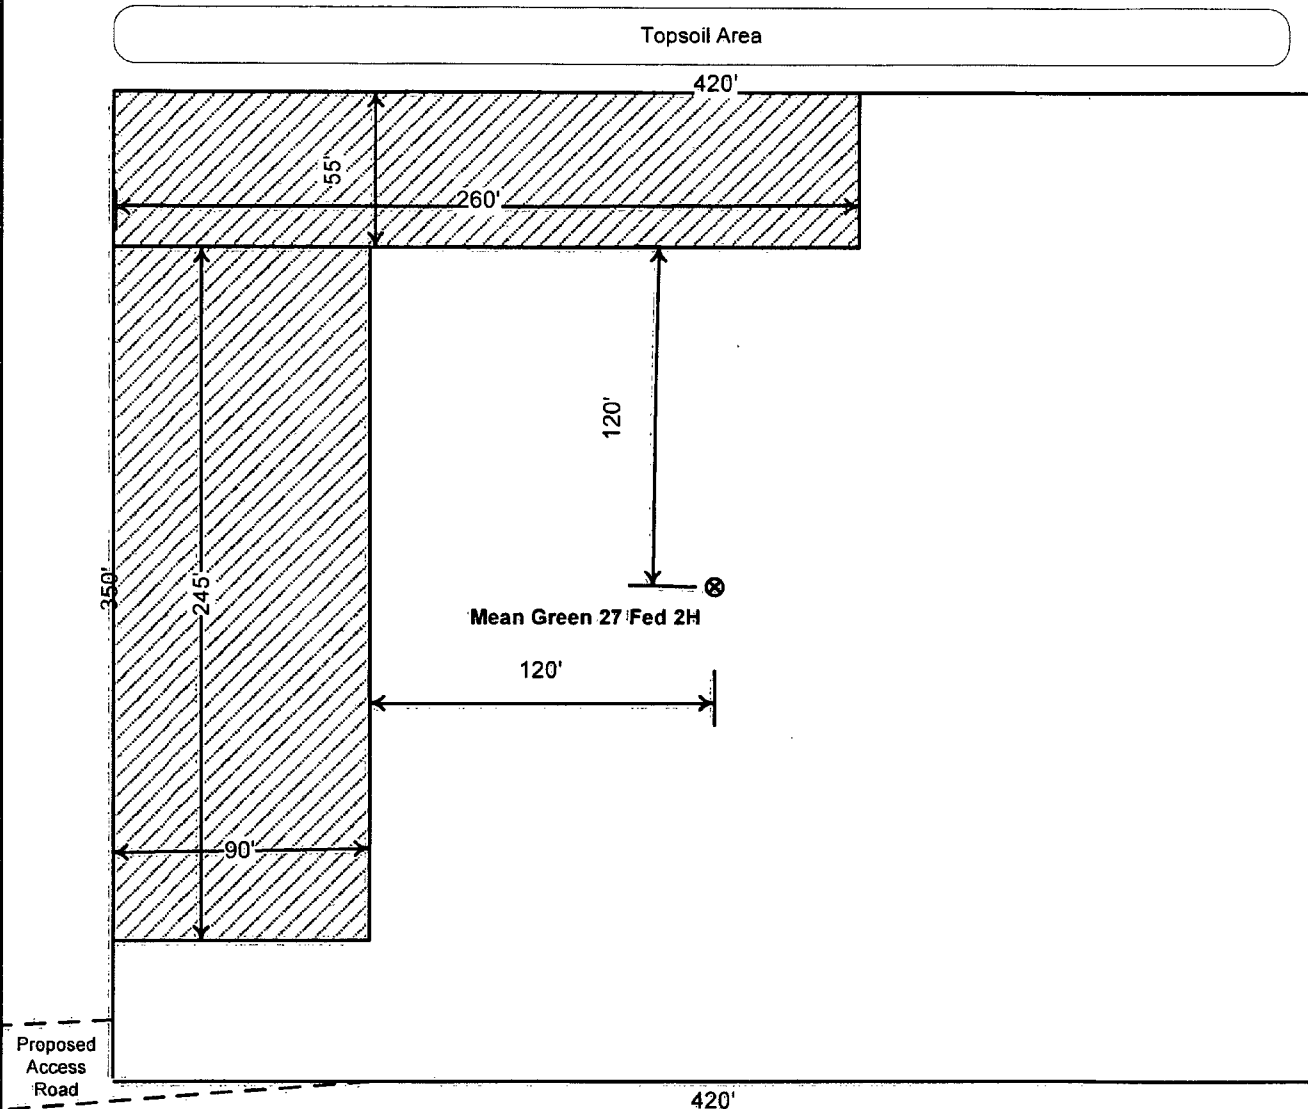 Topsoil Area
420'
55'
260'
120'
350'
245'
Mean Green 27 Fed 2H
120'
90'
Proposed
Access
Road
420'